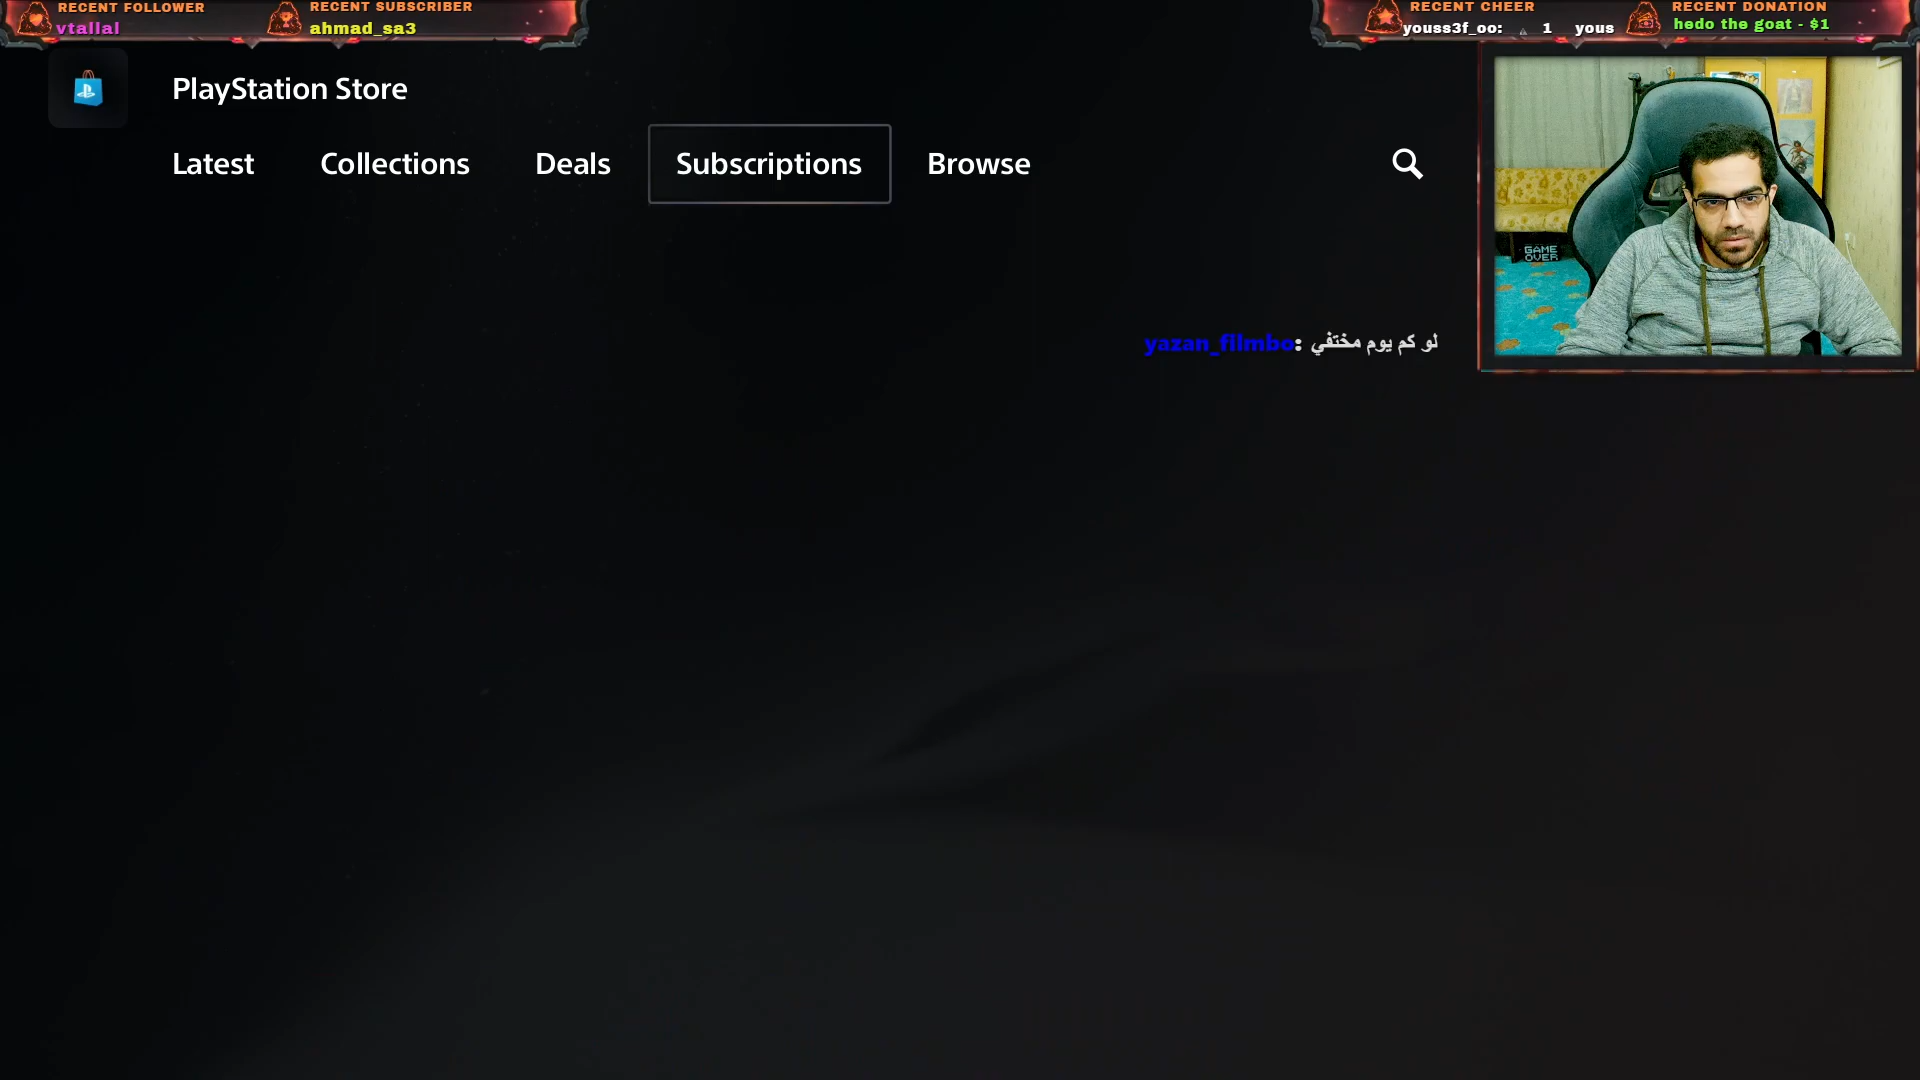 RECENT FOLLOWER
vtallal
RECENT SUBSCRIBER
ahmad_sa3
RECENT CHEER
youss3f_oo: 1 yous
RECENT DONATION
hedo the goat - $1
PlayStation Store
Latest Collections Deals Subscriptions Browse
GAME
OVER
yazan_fllmbo: لو كم يوم مختفي